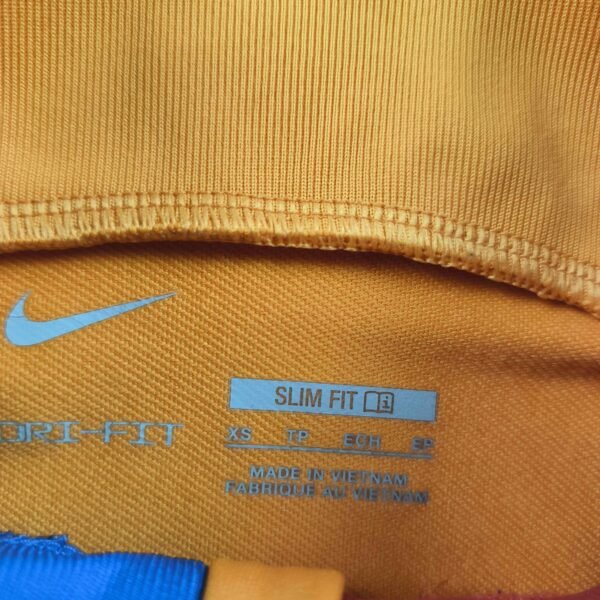 SLIM FIT
DRI-FIT
XS TP ECH EP
MADE IN VIETNAM
FABRIQUE AU VIETNAM